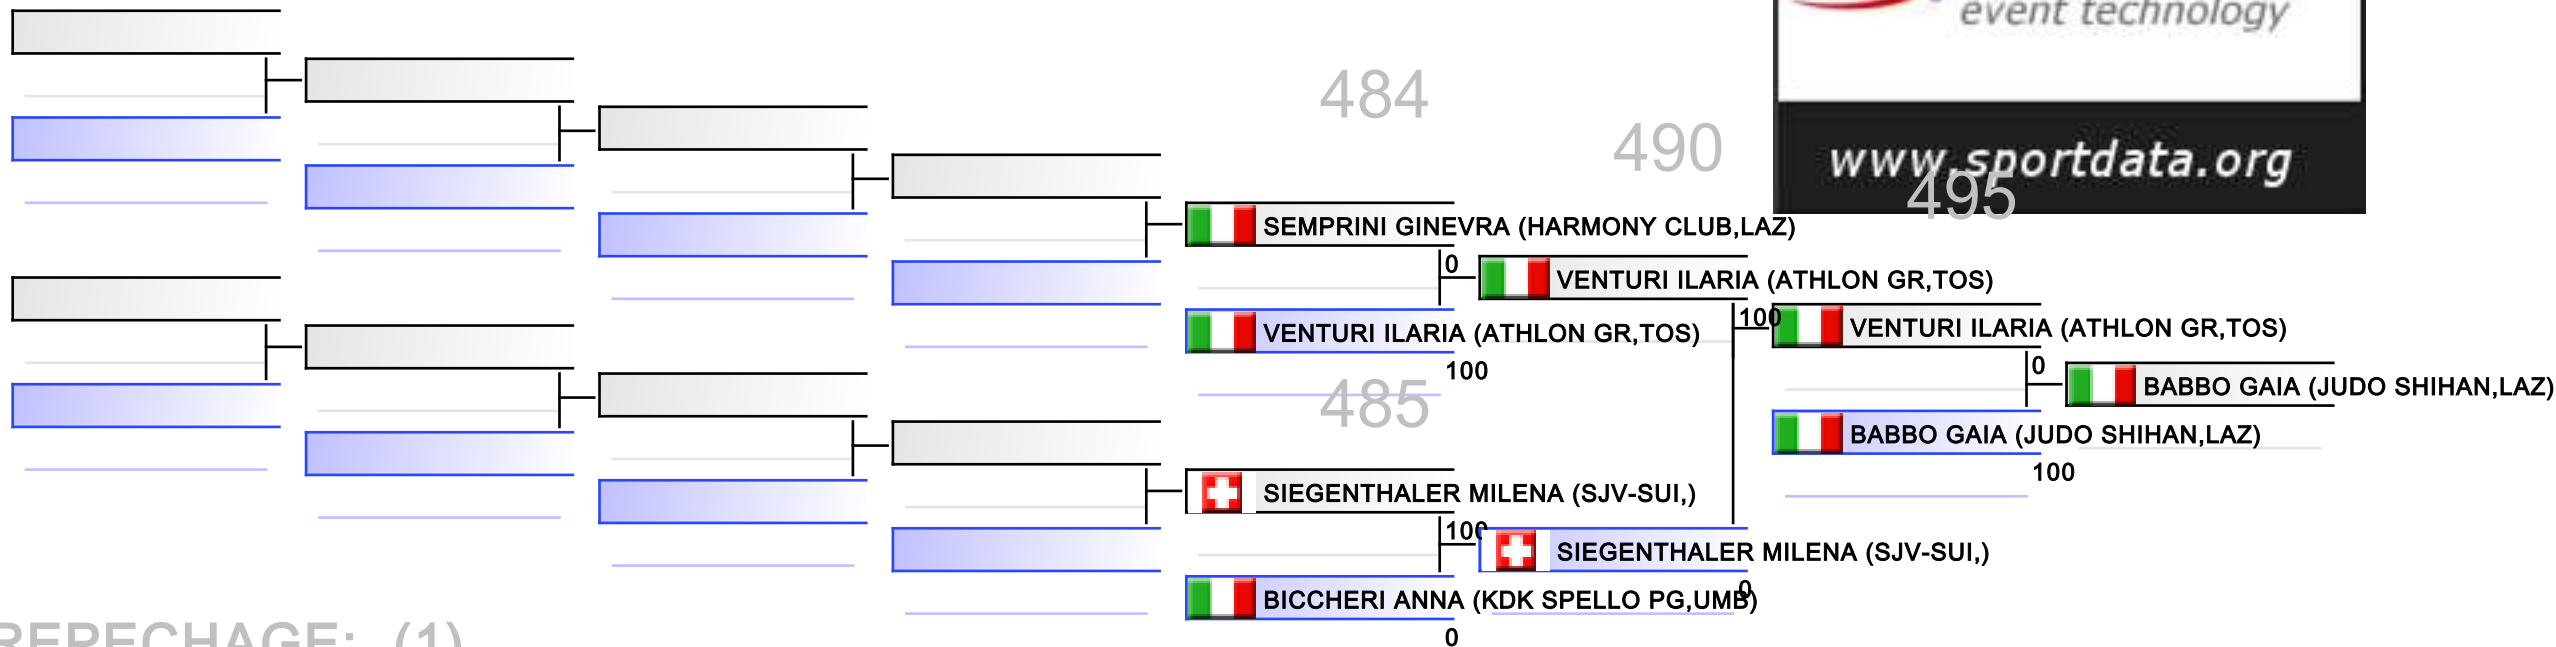 event technology
www.sportdata.org
484
490
495
SEMPRINI GINEVRA (HARMONY CLUB,LAZ)
0
VENTURI ILARIA (ATHLON GR,TOS)
VENTURI ILARIA (ATHLON GR,TOS)
100
100
VENTURI ILARIA (ATHLON GR,TOS)
0
BABBO GAIA (JUDO SHIHAN,LAZ)
BABBO GAIA (JUDO SHIHAN,LAZ)
100
485
SIEGENTHALER MILENA (SJV-SUI,)
100
SIEGENTHALER MILENA (SJV-SUI,)
0
BICCHERI ANNA (KDK SPELLO PG,UMB)
0
REPECHAGE: (1)